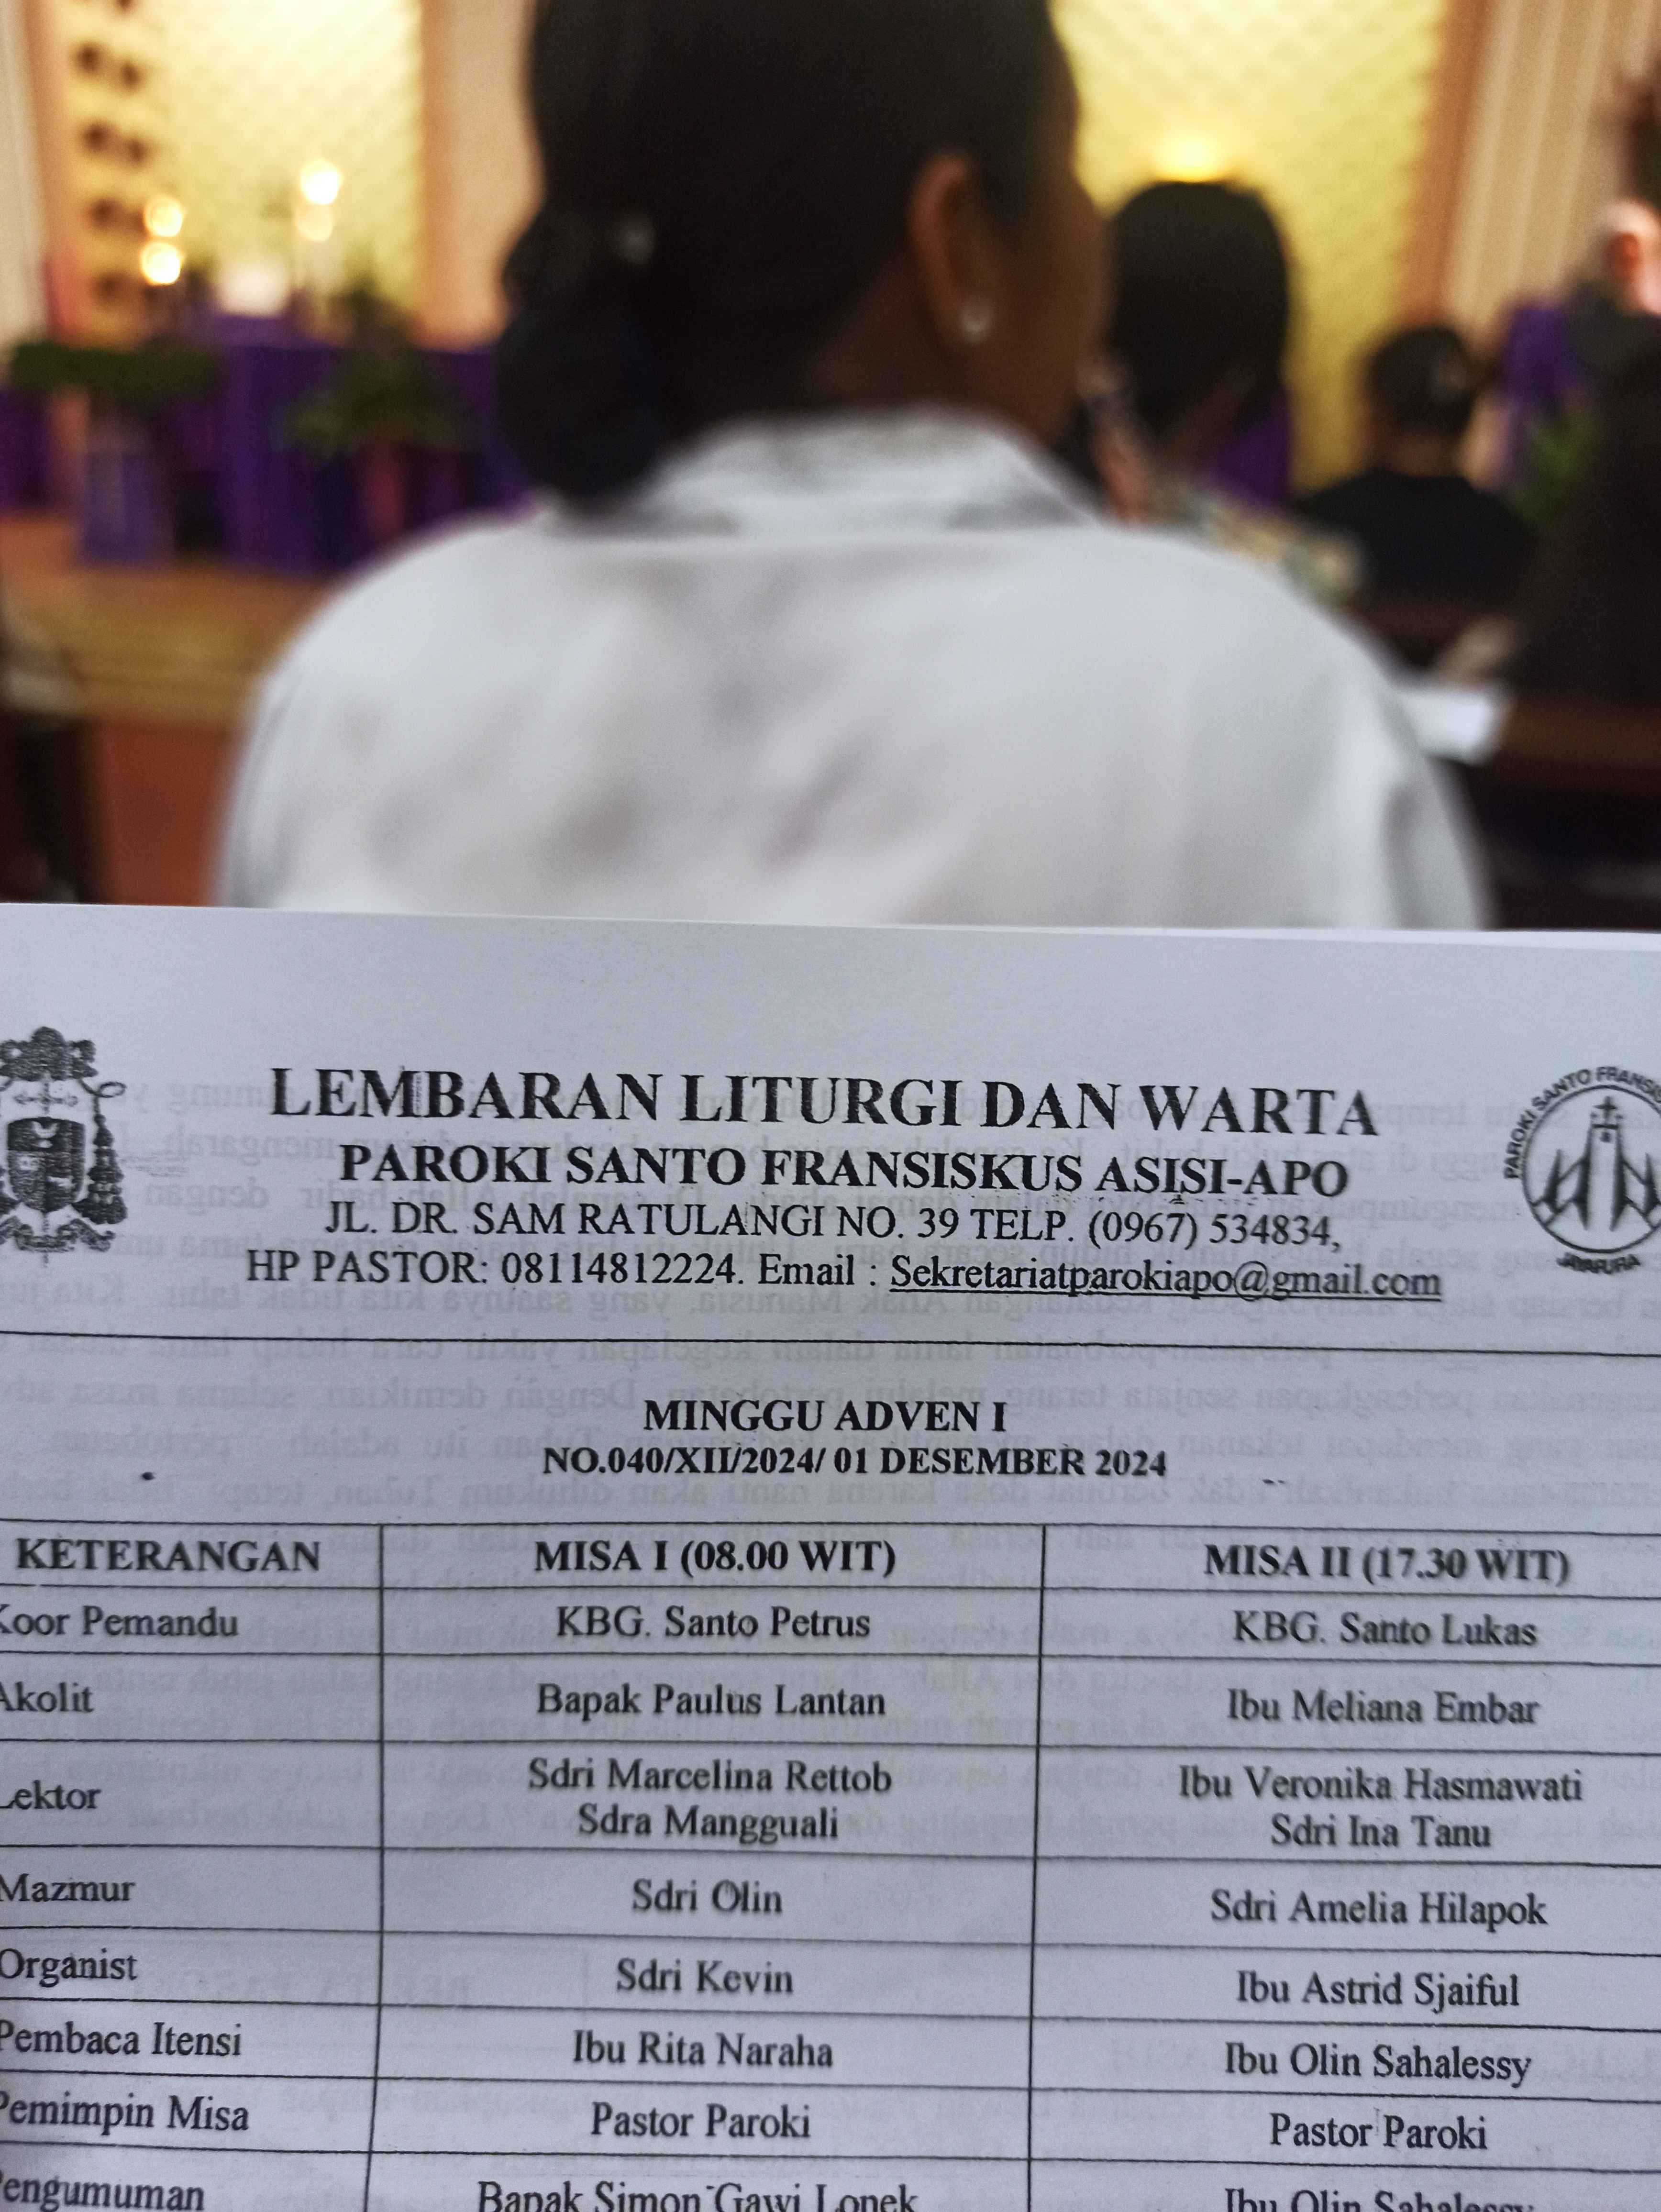 LEMBARAN LITURGI DAN WARTA
PAROKI SANTO FRANSISKUS ASISI-APO
JL. DR. SAM RATULANGI NO. 39 TELP. (0967) 534834,
HP PASTOR: 08114812224. Email : Sekretariatparokiapo@gmail.com
PAROKI SANTO
JAYAPURA
MINGGU ADVEN I
NO.040/XII/2024/ 01 DESEMBER 2024
KETERANGAN MISA I (08.00 WIT) MISA II (17.30 WIT)
Koor Pemandu KBG. Santo Petrus KBG. Santo Lukas
Akolit Bapak Paulus Lantan Ibu Meliana Embar
Lektor Sdri Marcelina Rettob Ibu Veronika Hasmawati
Sdra Mangguali Sdri Ina Tanu
Mazmur Sdri Olin Sdri Amelia Hilapok
Organist Sdri Kevin Ibu Astrid Sjaiful
Pembaca Itensi Ibu Rita Naraha Ibu Olin Sahalessy
Pemimpin Misa Pastor Paroki Pastor Paroki
Pengumuman Bapak Simon Gawi Lonek Ibu Olin Sahalessy